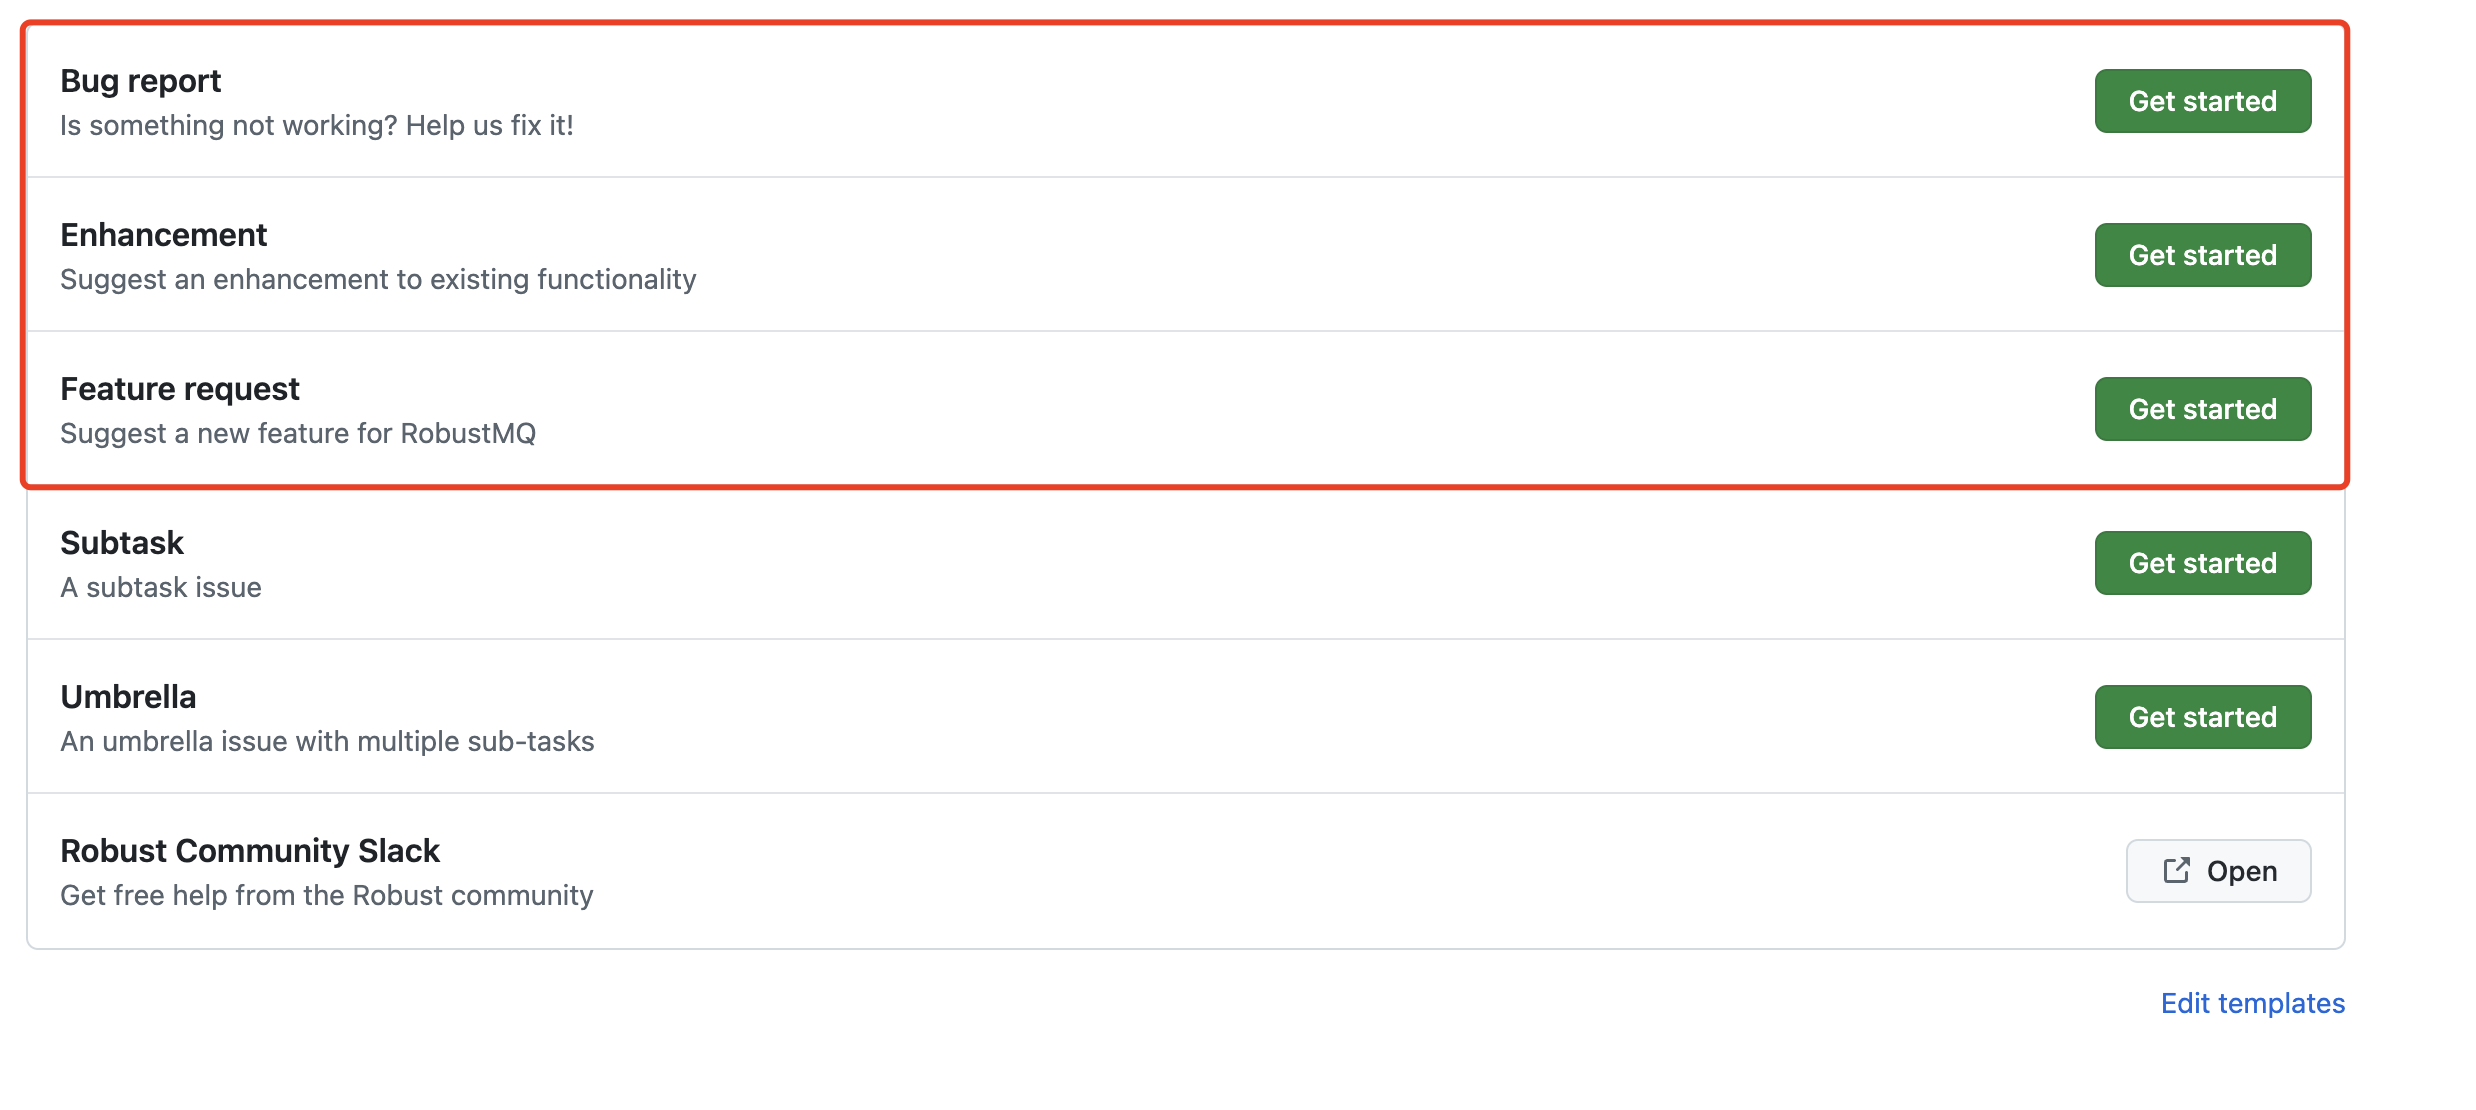 Bug report
Is something not working? Help us fix it!
Get started
Enhancement
Suggest an enhancement to existing functionality
Get started
Feature request
Suggest a new feature for RobustMQ
Get started
Subtask
A subtask issue
Get started
Umbrella
An umbrella issue with multiple sub-tasks
Get started
Robust Community Slack
Get free help from the Robust community
Open
Edit templates